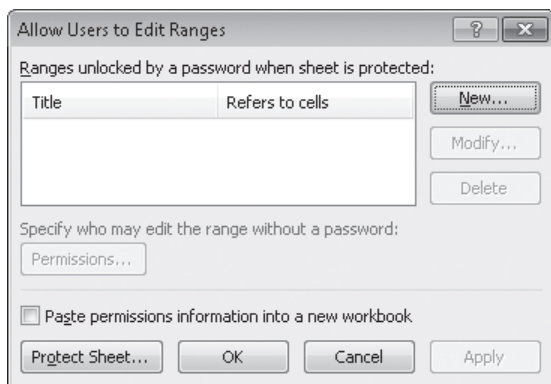 Allow Users to Edit Ranges
Ranges unlocked by a password when sheet is protected:
Title Refers to cells
New...
Modify...
Delete
Specify who may edit the range without a password:
Permissions...
Paste permissions information into a new workbook
Protect Sheet... OK Cancel Apply